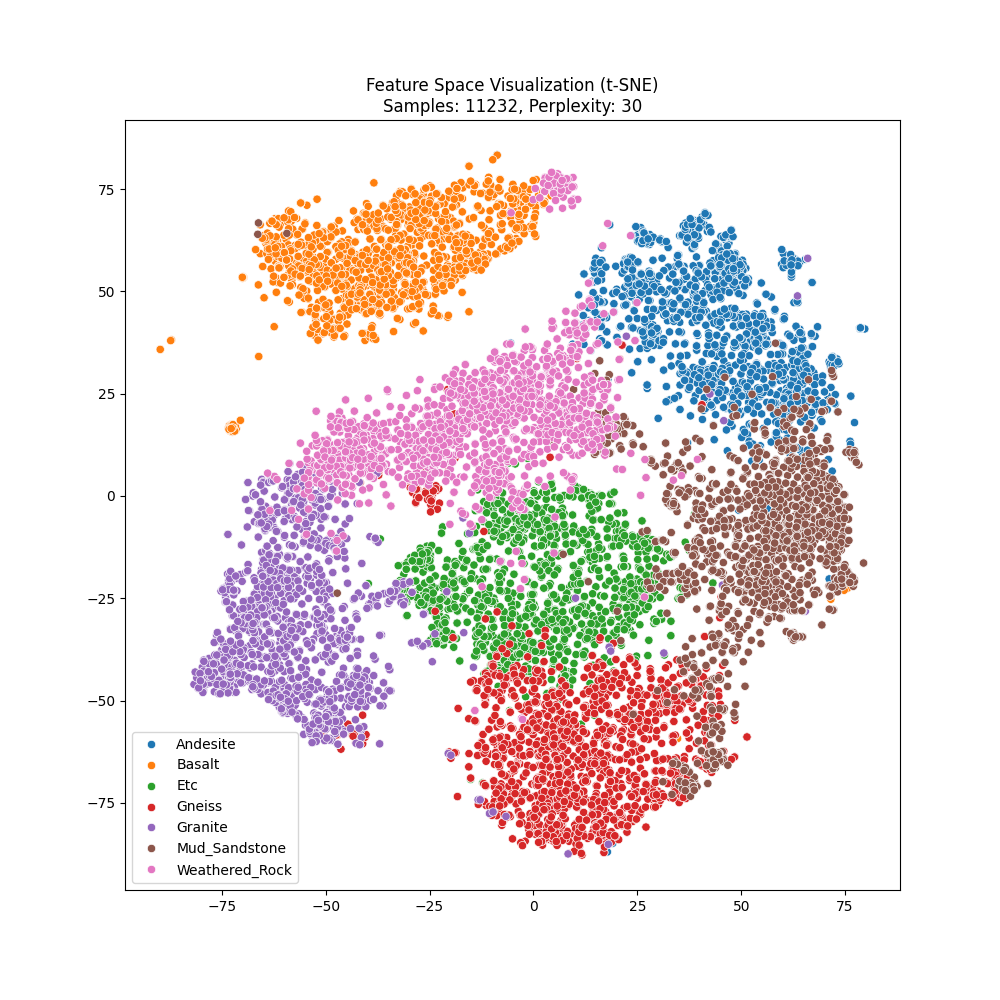 Feature Space Visualization (t-SNE)
Samples: 11232, Perplexity: 30
75
50
25
0
−25
−50
−75
Andesite
Basalt
Etc
Gneiss
Granite
Mud_Sandstone
Weathered_Rock
−75 −50 −25 0 25 50 75